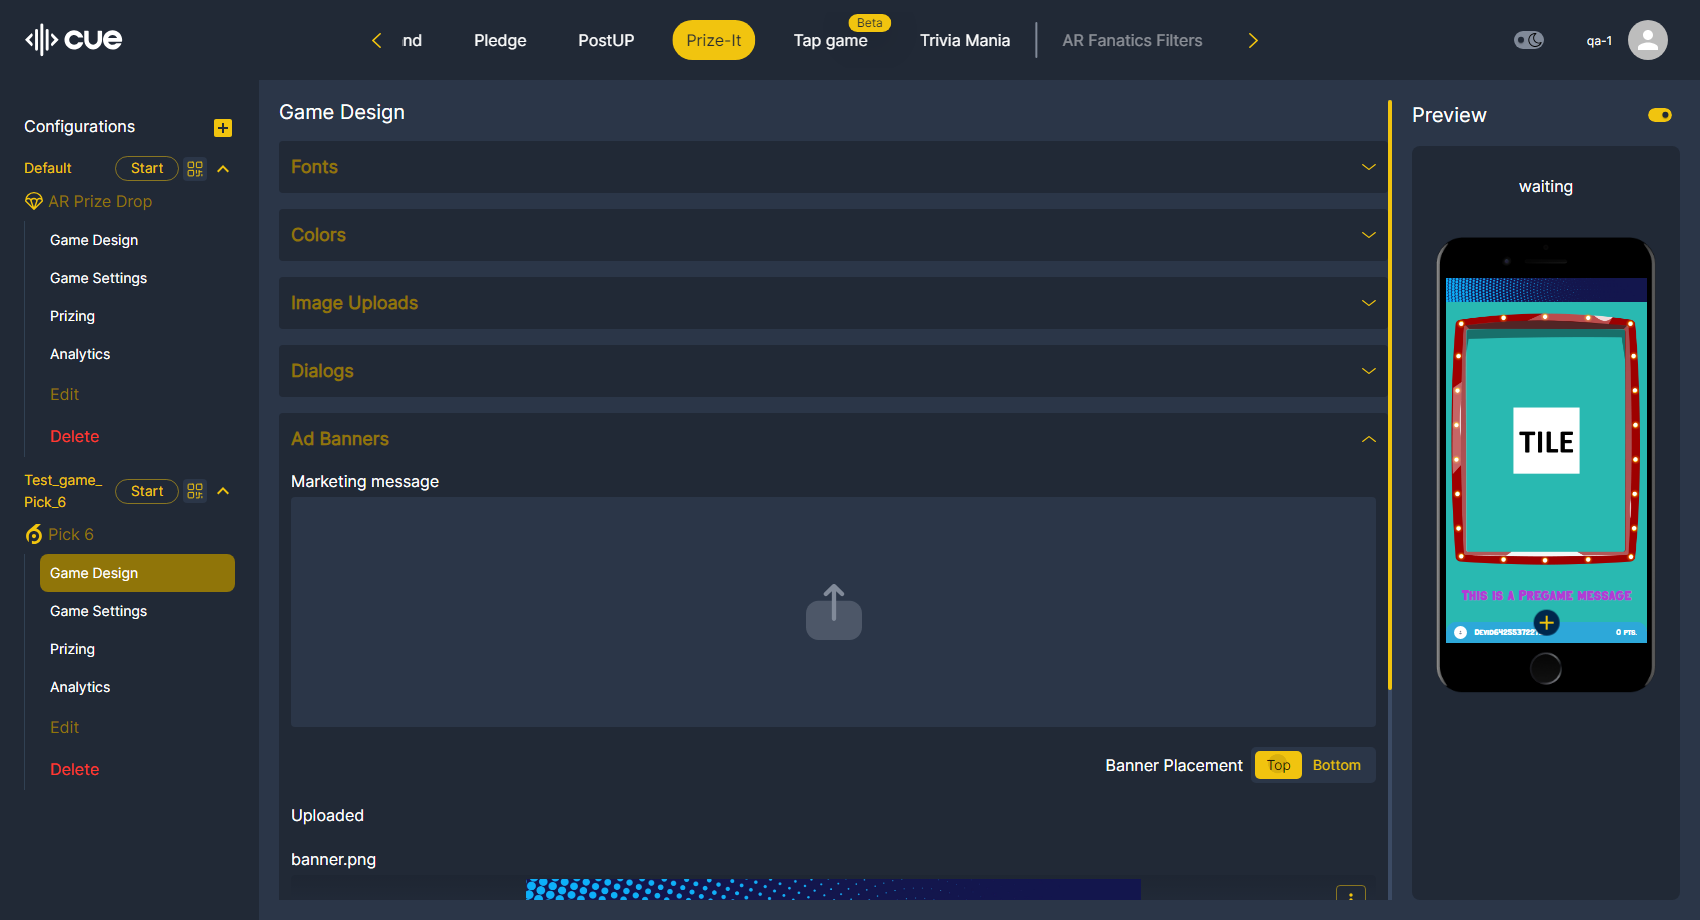 cue
nd
Pledge
PostUP
Prize-It
Beta
Tap game
Trivia Mania
AR Fanatics Filters
qa-1
Configurations
Default
Start
AR Prize Drop
Game Design
Game Settings
Prizing
Analytics
Edit
Delete
Test_game_
Pick_6
Start
Pick 6
Game Design
Game Settings
Prizing
Analytics
Edit
Delete
Game Design
Fonts
Colors
Image Uploads
Dialogs
Ad Banners
Marketing message
Banner Placement
Top
Bottom
Uploaded
banner.png
Preview
waiting
TILE
This is a Pregame message
0 pts.